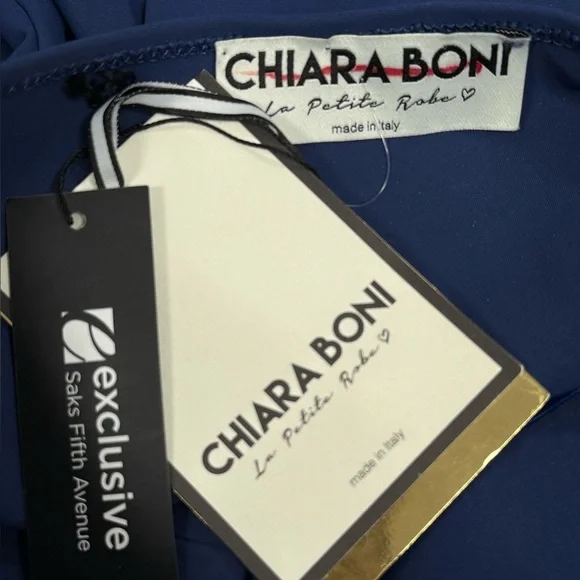 CHIARA BONI
La Petite Robe
made in Italy
CHIARA BONI
La Petite Robe
made in Italy
e exclusive
Saks Fifth Avenue